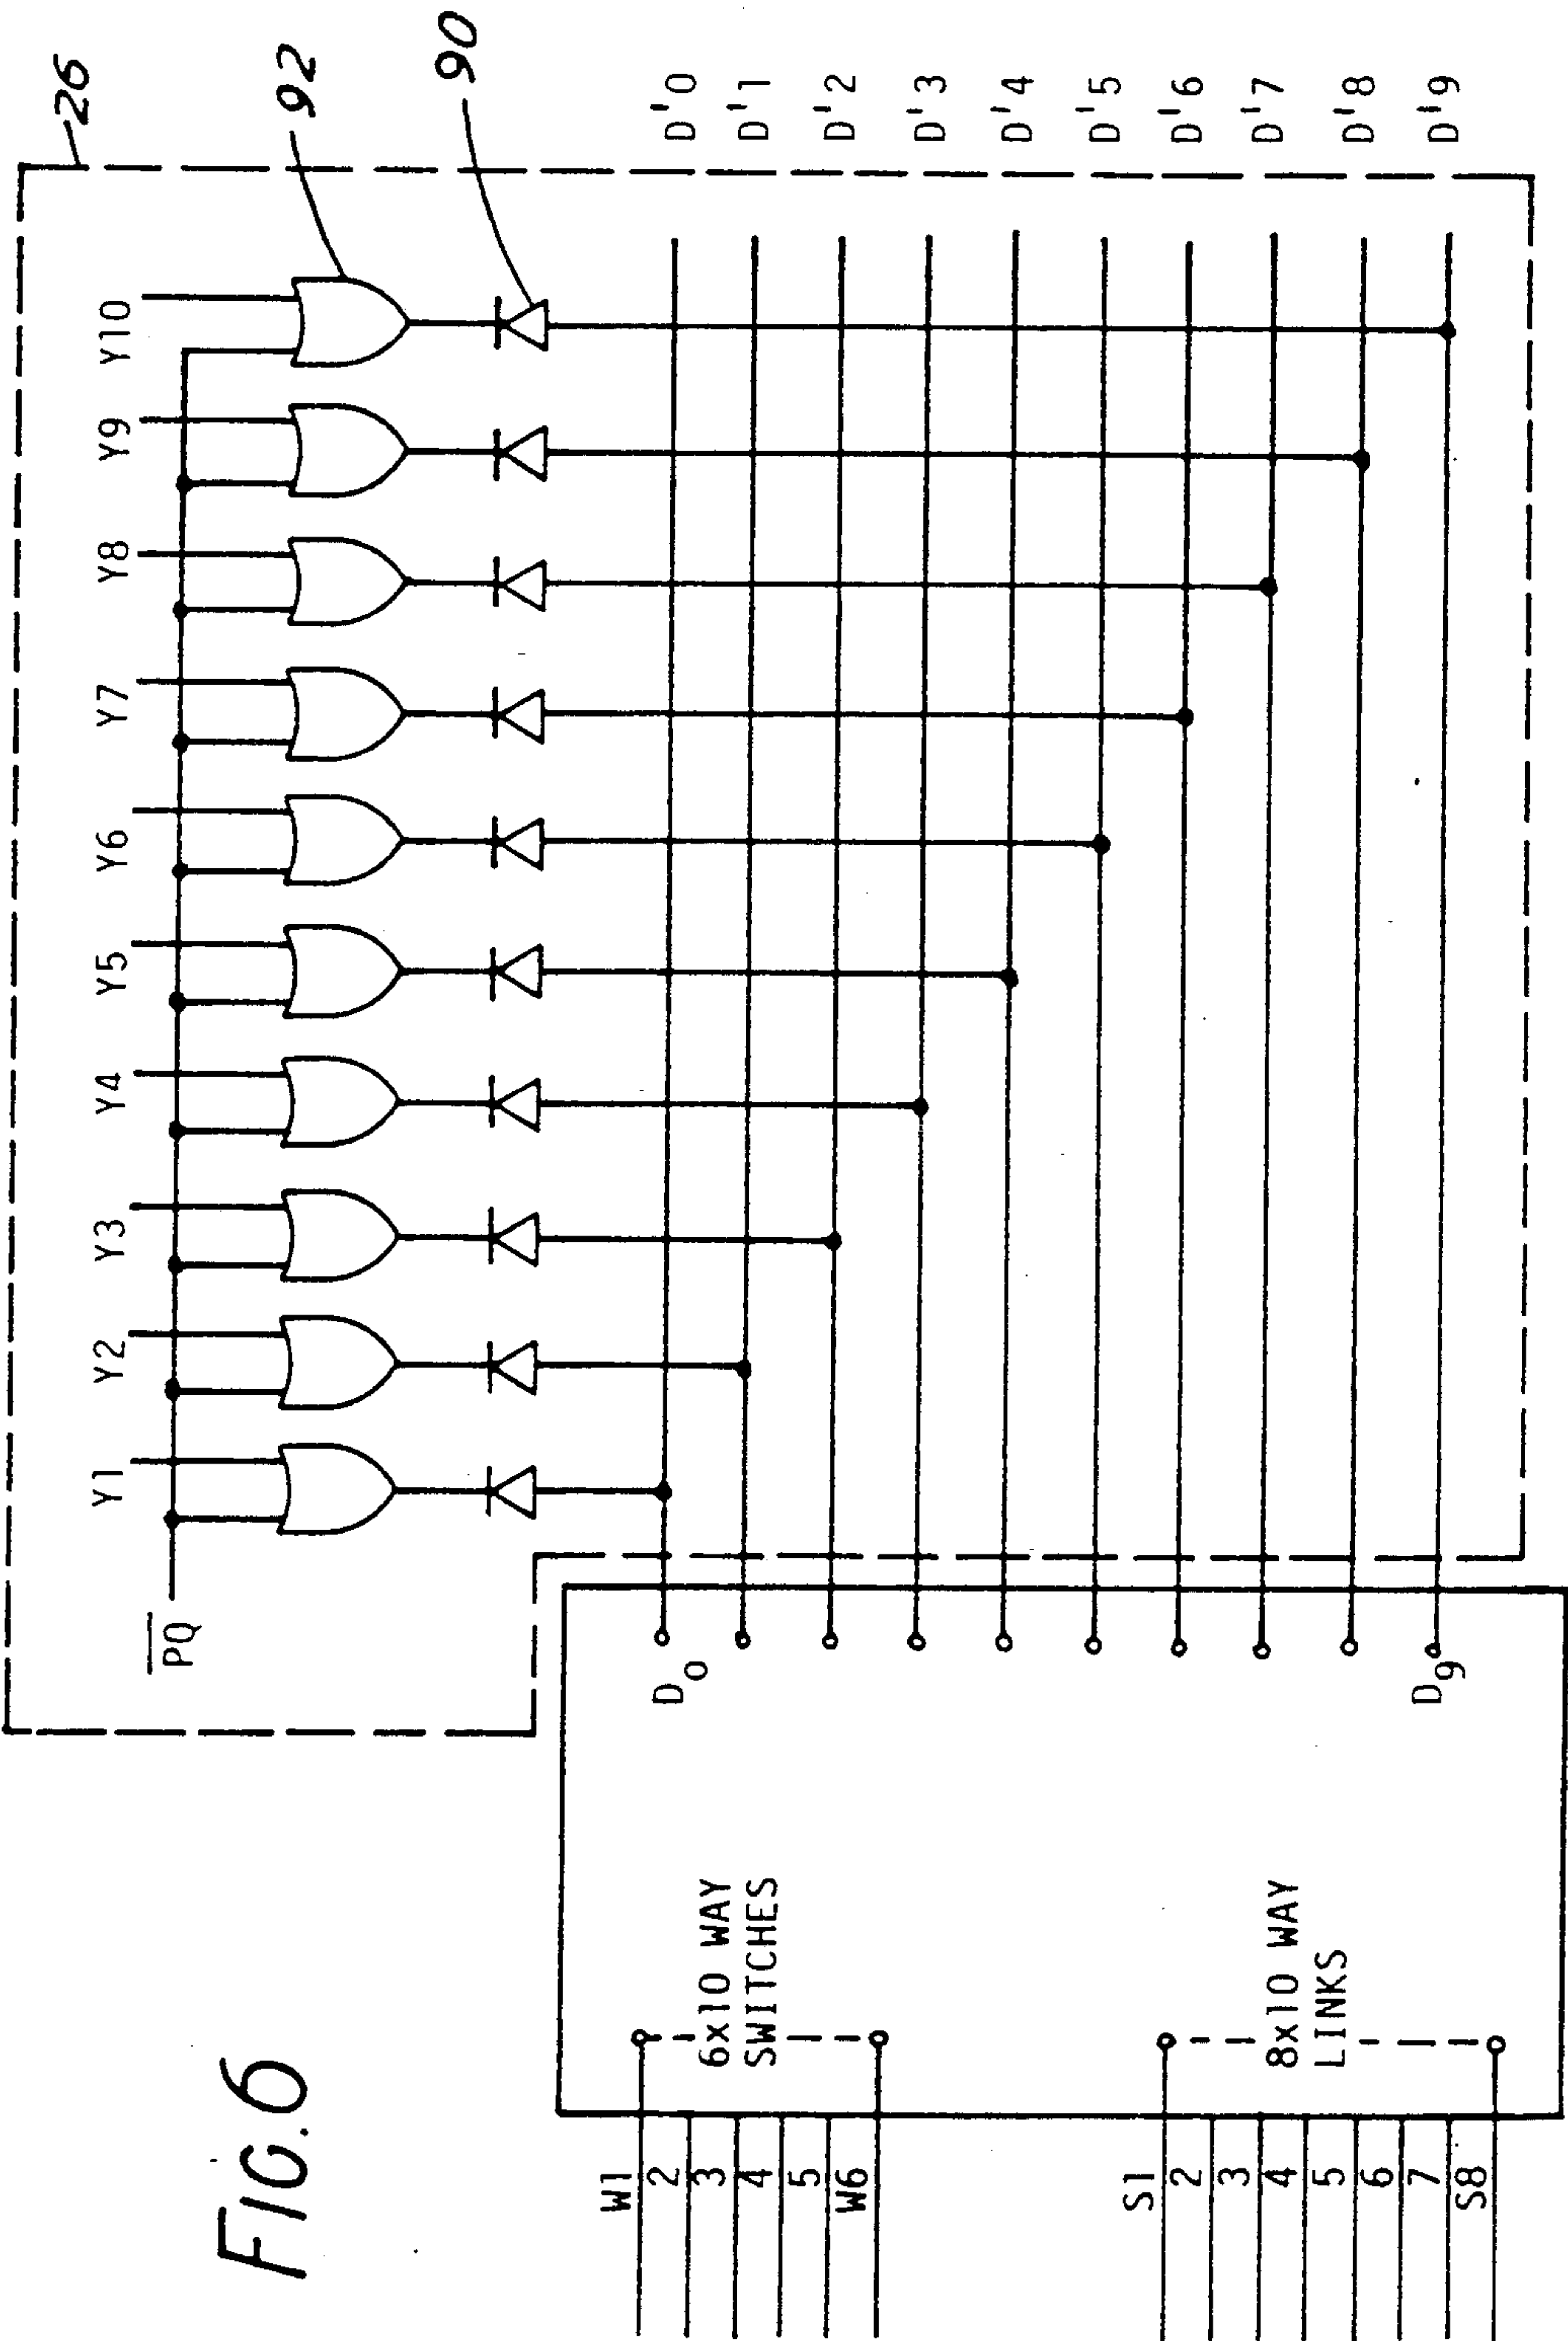 FIG. 6
26
92
90
PQ
Y1
Y2
Y3
Y4
Y5
Y6
Y7
Y8
Y9
Y10
W1
2
3
4
5
W6
6x10 WAY
SWITCHES
S1
2
3
4
5
6
7
S8
8x10 WAY
LINKS
D0
D9
D'0
D'1
D'2
D'3
D'4
D'5
D'6
D'7
D'8
D'9